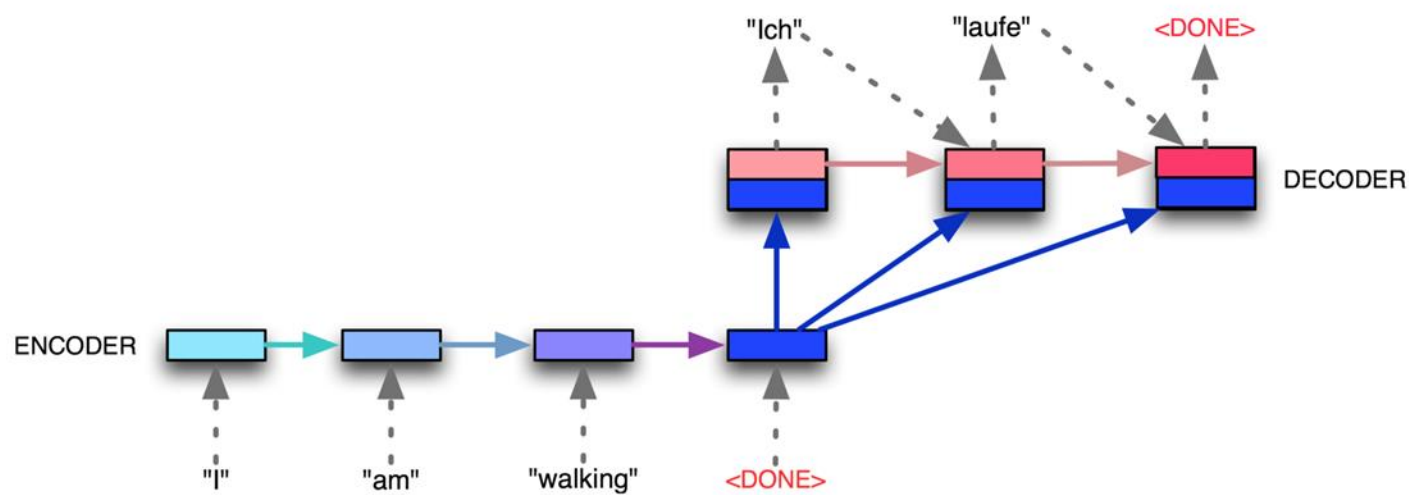 "Ich" "laufe" <DONE>
DECODER
ENCODER
"I" "am" "walking" <DONE>